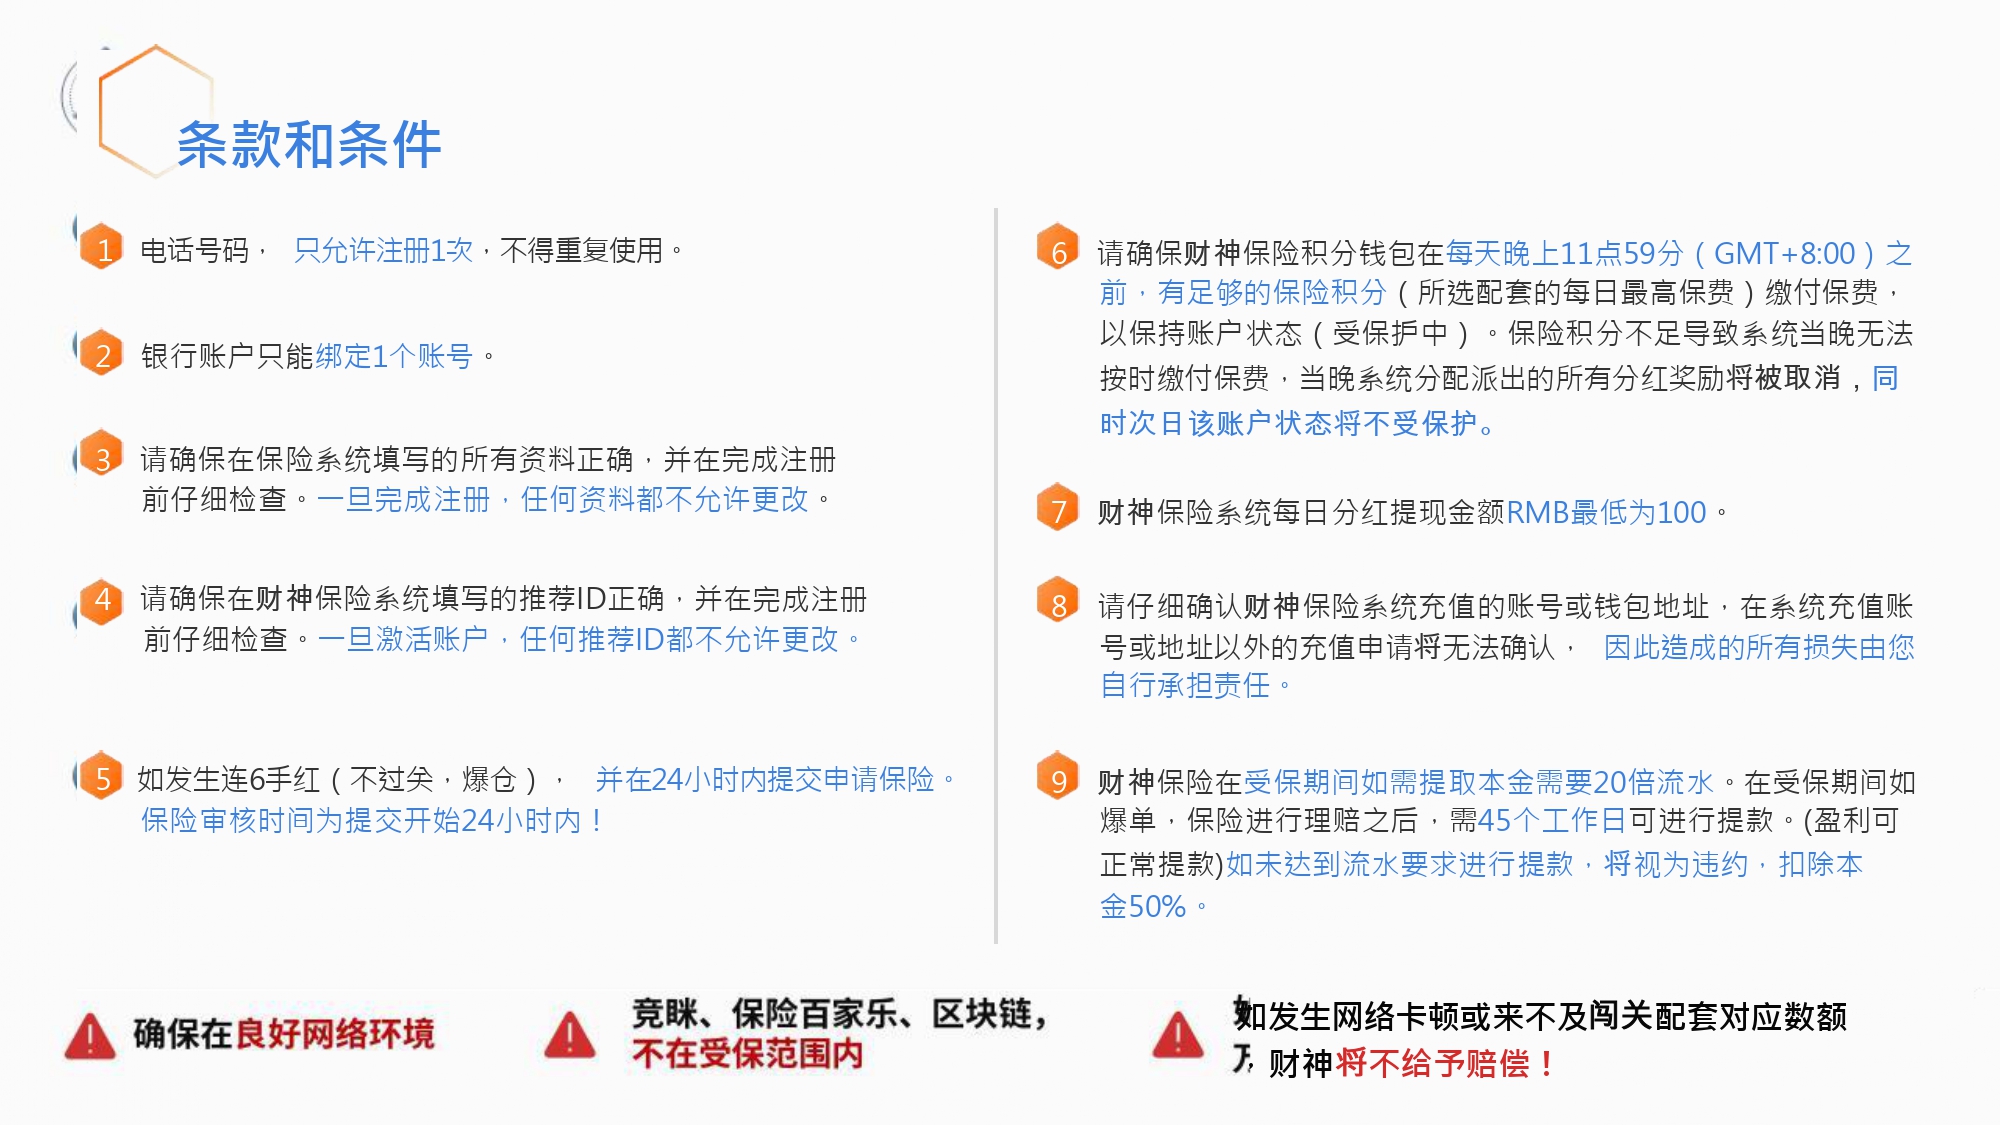 条款和条件
1 电话号码， 只允许注册1次，不得重复使用。
2 银行账户只能绑定1个账号。
3 请确保在保险系统填写的所有资料正确，并在完成注册
前仔细检查。一旦完成注册，任何资料都不允许更改。
4 请确保在财神保险系统填写的推荐ID正确，并在完成注册
前仔细检查。一旦激活账户，任何推荐ID都不允许更改。
5 如发生连6手红（不过关，爆仓）， 并在24小时内提交申请保险。
保险审核时间为提交开始24小时内！
6 请确保财神保险积分钱包在每天晚上11点59分（GMT+8:00）之
前，有足够的保险积分（所选配套的每日最高保费）缴付保费，
以保持账户状态（受保护中）。保险积分不足导致系统当晚无法
按时缴付保费，当晚系统分配派出的所有分红奖励将被取消，同
时次日该账户状态将不受保护。
7 财神保险系统每日分红提现金额RMB最低为100。
8 请仔细确认财神保险系统充值的账号或钱包地址，在系统充值账
号或地址以外的充值申请将无法确认， 因此造成的所有损失由您
自行承担责任。
9 财神保险在受保期间如需提取本金需要20倍流水。在受保期间如
爆单，保险进行理赔之后，需45个工作日可进行提款。(盈利可
正常提款)如未达到流水要求进行提款，将视为违约，扣除本
金50%。
确保在良好网络环境
竞眯、保险百家乐、区块链，
不在受保范围内
如发生网络卡顿或来不及闯关配套对应数额
，财神将不给予赔偿！